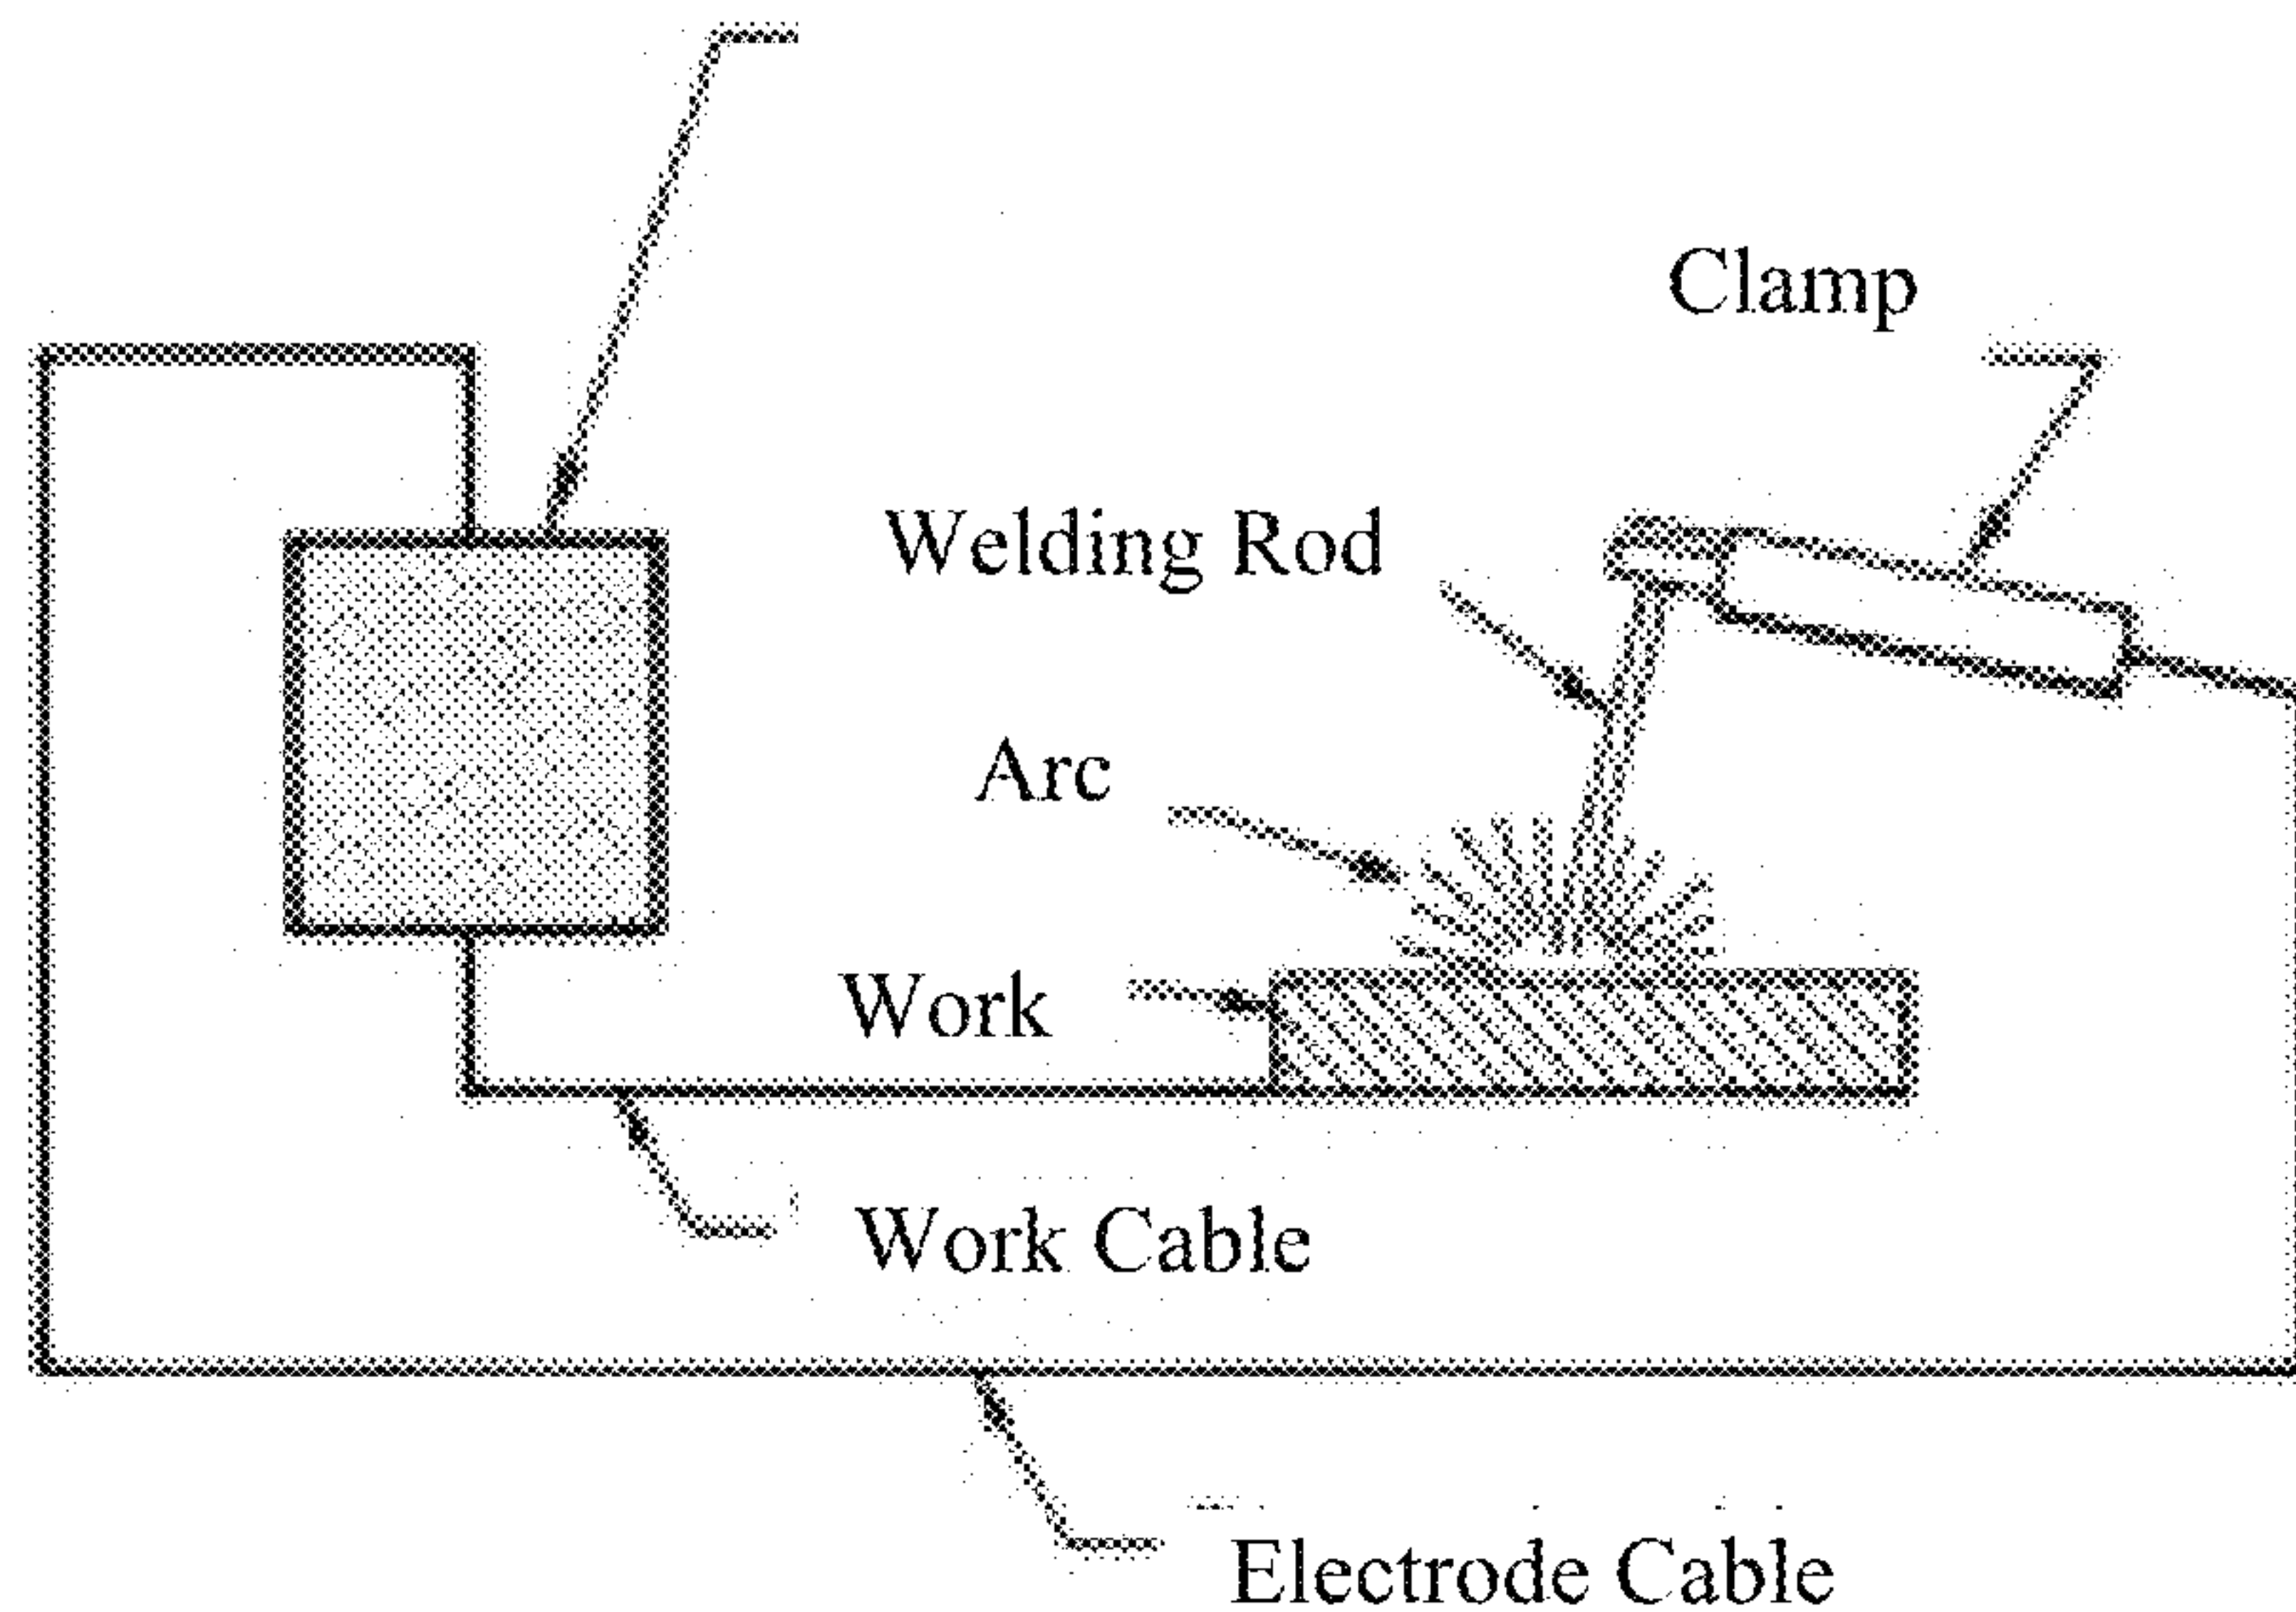 Clamp
Welding Rod
Arc
Work
Work Cable
Electrode Cable